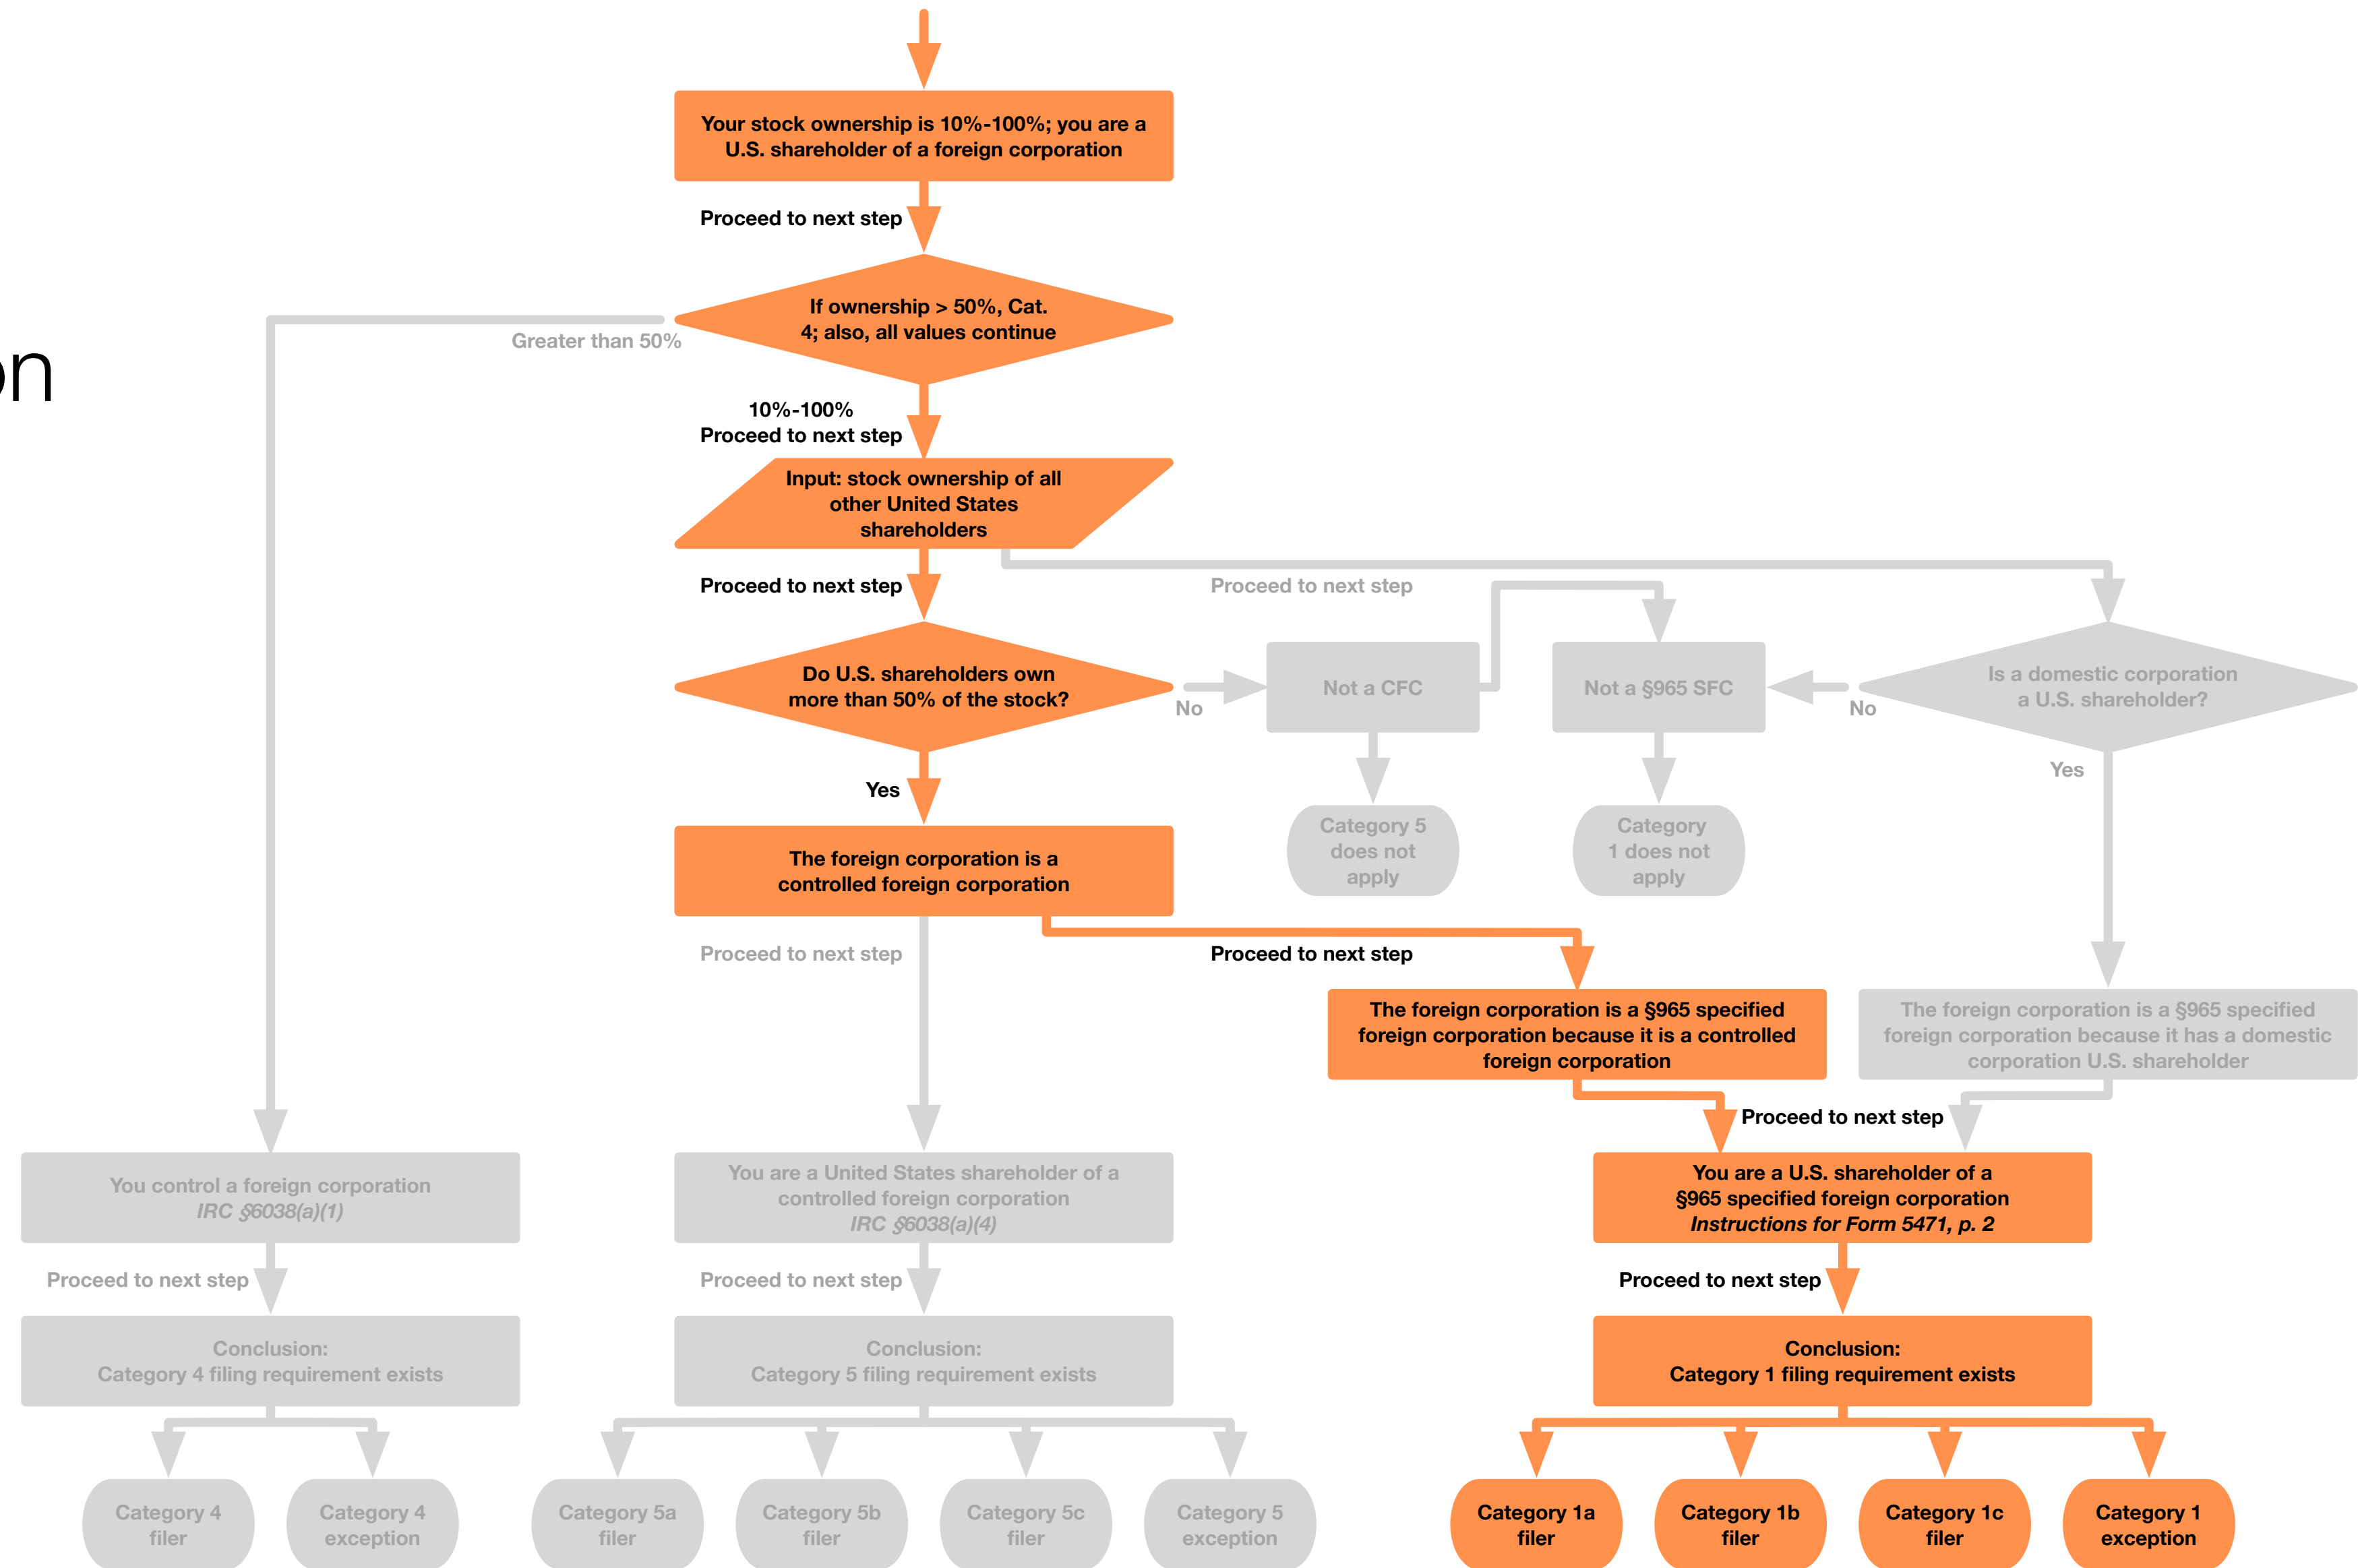 Your stock ownership is 10%-100%; you are a
U.S. shareholder of a foreign corporation
Proceed to next step
If ownership > 50%, Cat.
4; also, all values continue
Greater than 50%
on
10%-100%
Proceed to next step
Input: stock ownership of all
other United States
shareholders
Proceed to next step
Proceed to next step
Do U.S. shareholders own
more than 50% of the stock?
No
Not a CFC
Not a §965 SFC
No
Is a domestic corporation
a U.S. shareholder?
Yes
Yes
Category 5
does not
apply
Category
1 does not
apply
The foreign corporation is a
controlled foreign corporation
Proceed to next step
Proceed to next step
The foreign corporation is a §965 specified
foreign corporation because it is a controlled
foreign corporation
The foreign corporation is a §965 specified
foreign corporation because it has a domestic
corporation U.S. shareholder
Proceed to next step
You control a foreign corporation
IRC §6038(a)(1)
You are a United States shareholder of a
controlled foreign corporation
IRC §6038(a)(4)
You are a U.S. shareholder of a
§965 specified foreign corporation
Instructions for Form 5471, p. 2
Proceed to next step
Proceed to next step
Proceed to next step
Conclusion:
Category 4 filing requirement exists
Conclusion:
Category 5 filing requirement exists
Conclusion:
Category 1 filing requirement exists
Category 4
filer
Category 4
exception
Category 5a
filer
Category 5b
filer
Category 5c
filer
Category 5
exception
Category 1a
filer
Category 1b
filer
Category 1c
filer
Category 1
exception